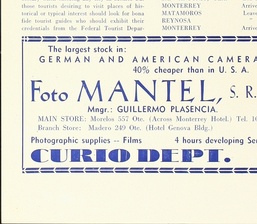 those tourists desiring to visit places of his-	MONTERREY	Arrive
torical or typical interest should look for bona	MATAMOROS	Leave
fide tourist guides who should exhibit their	REYNOSA
credentials from the Federal Tourist Depar-	MONTERREY	Arrive
The largest stock in:
GERMAN AND AMERICAN CAMERA
40% cheaper than in U. S. A.
Foto MANTEL, S. R.
Mngr.: GUILLERMO PLASENCIA.
MAIN STORE: Morelos 557 Ote. (Across Monterrey Hotel.) Tel. 10
Branch Store: Madero 249 Ote. (Hotel Genova Bldg.)
Photographic supplies -- Films	4 hours developing Se
CURIO DEPT.